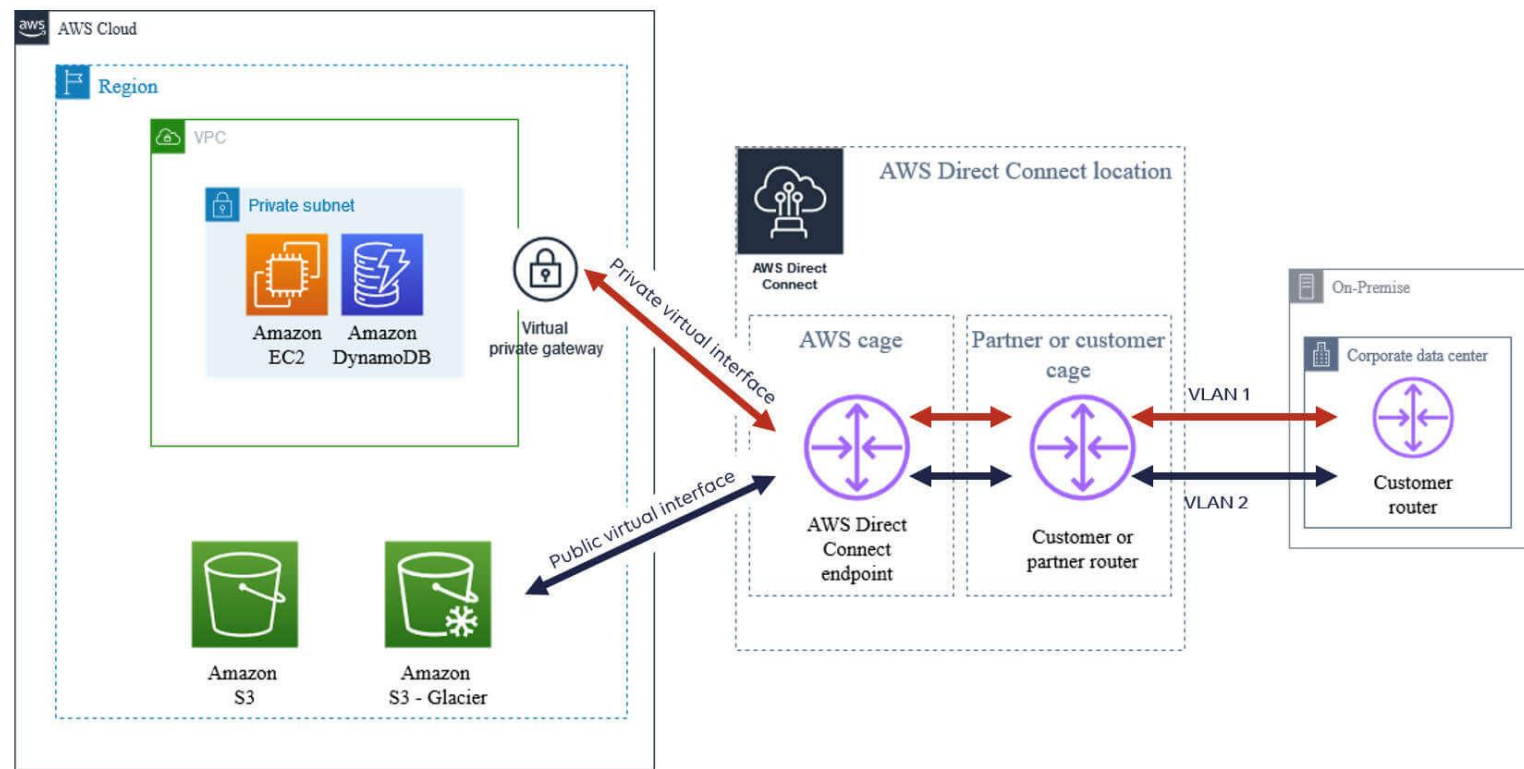 aws
AWS Cloud
Region
VPC
Private subnet
Amazon
EC2
Amazon
DynamoDB
Virtual
private gateway
Private virtual interface
Public virtual interface
Amazon
S3
Amazon
S3 - Glacier
AWS Direct Connect location
AWS Direct
Connect
AWS cage
AWS Direct
Connect
endpoint
Partner or customer
cage
Customer or
partner router
VLAN 1
VLAN 2
On-Premise
Corporate data center
Customer
router